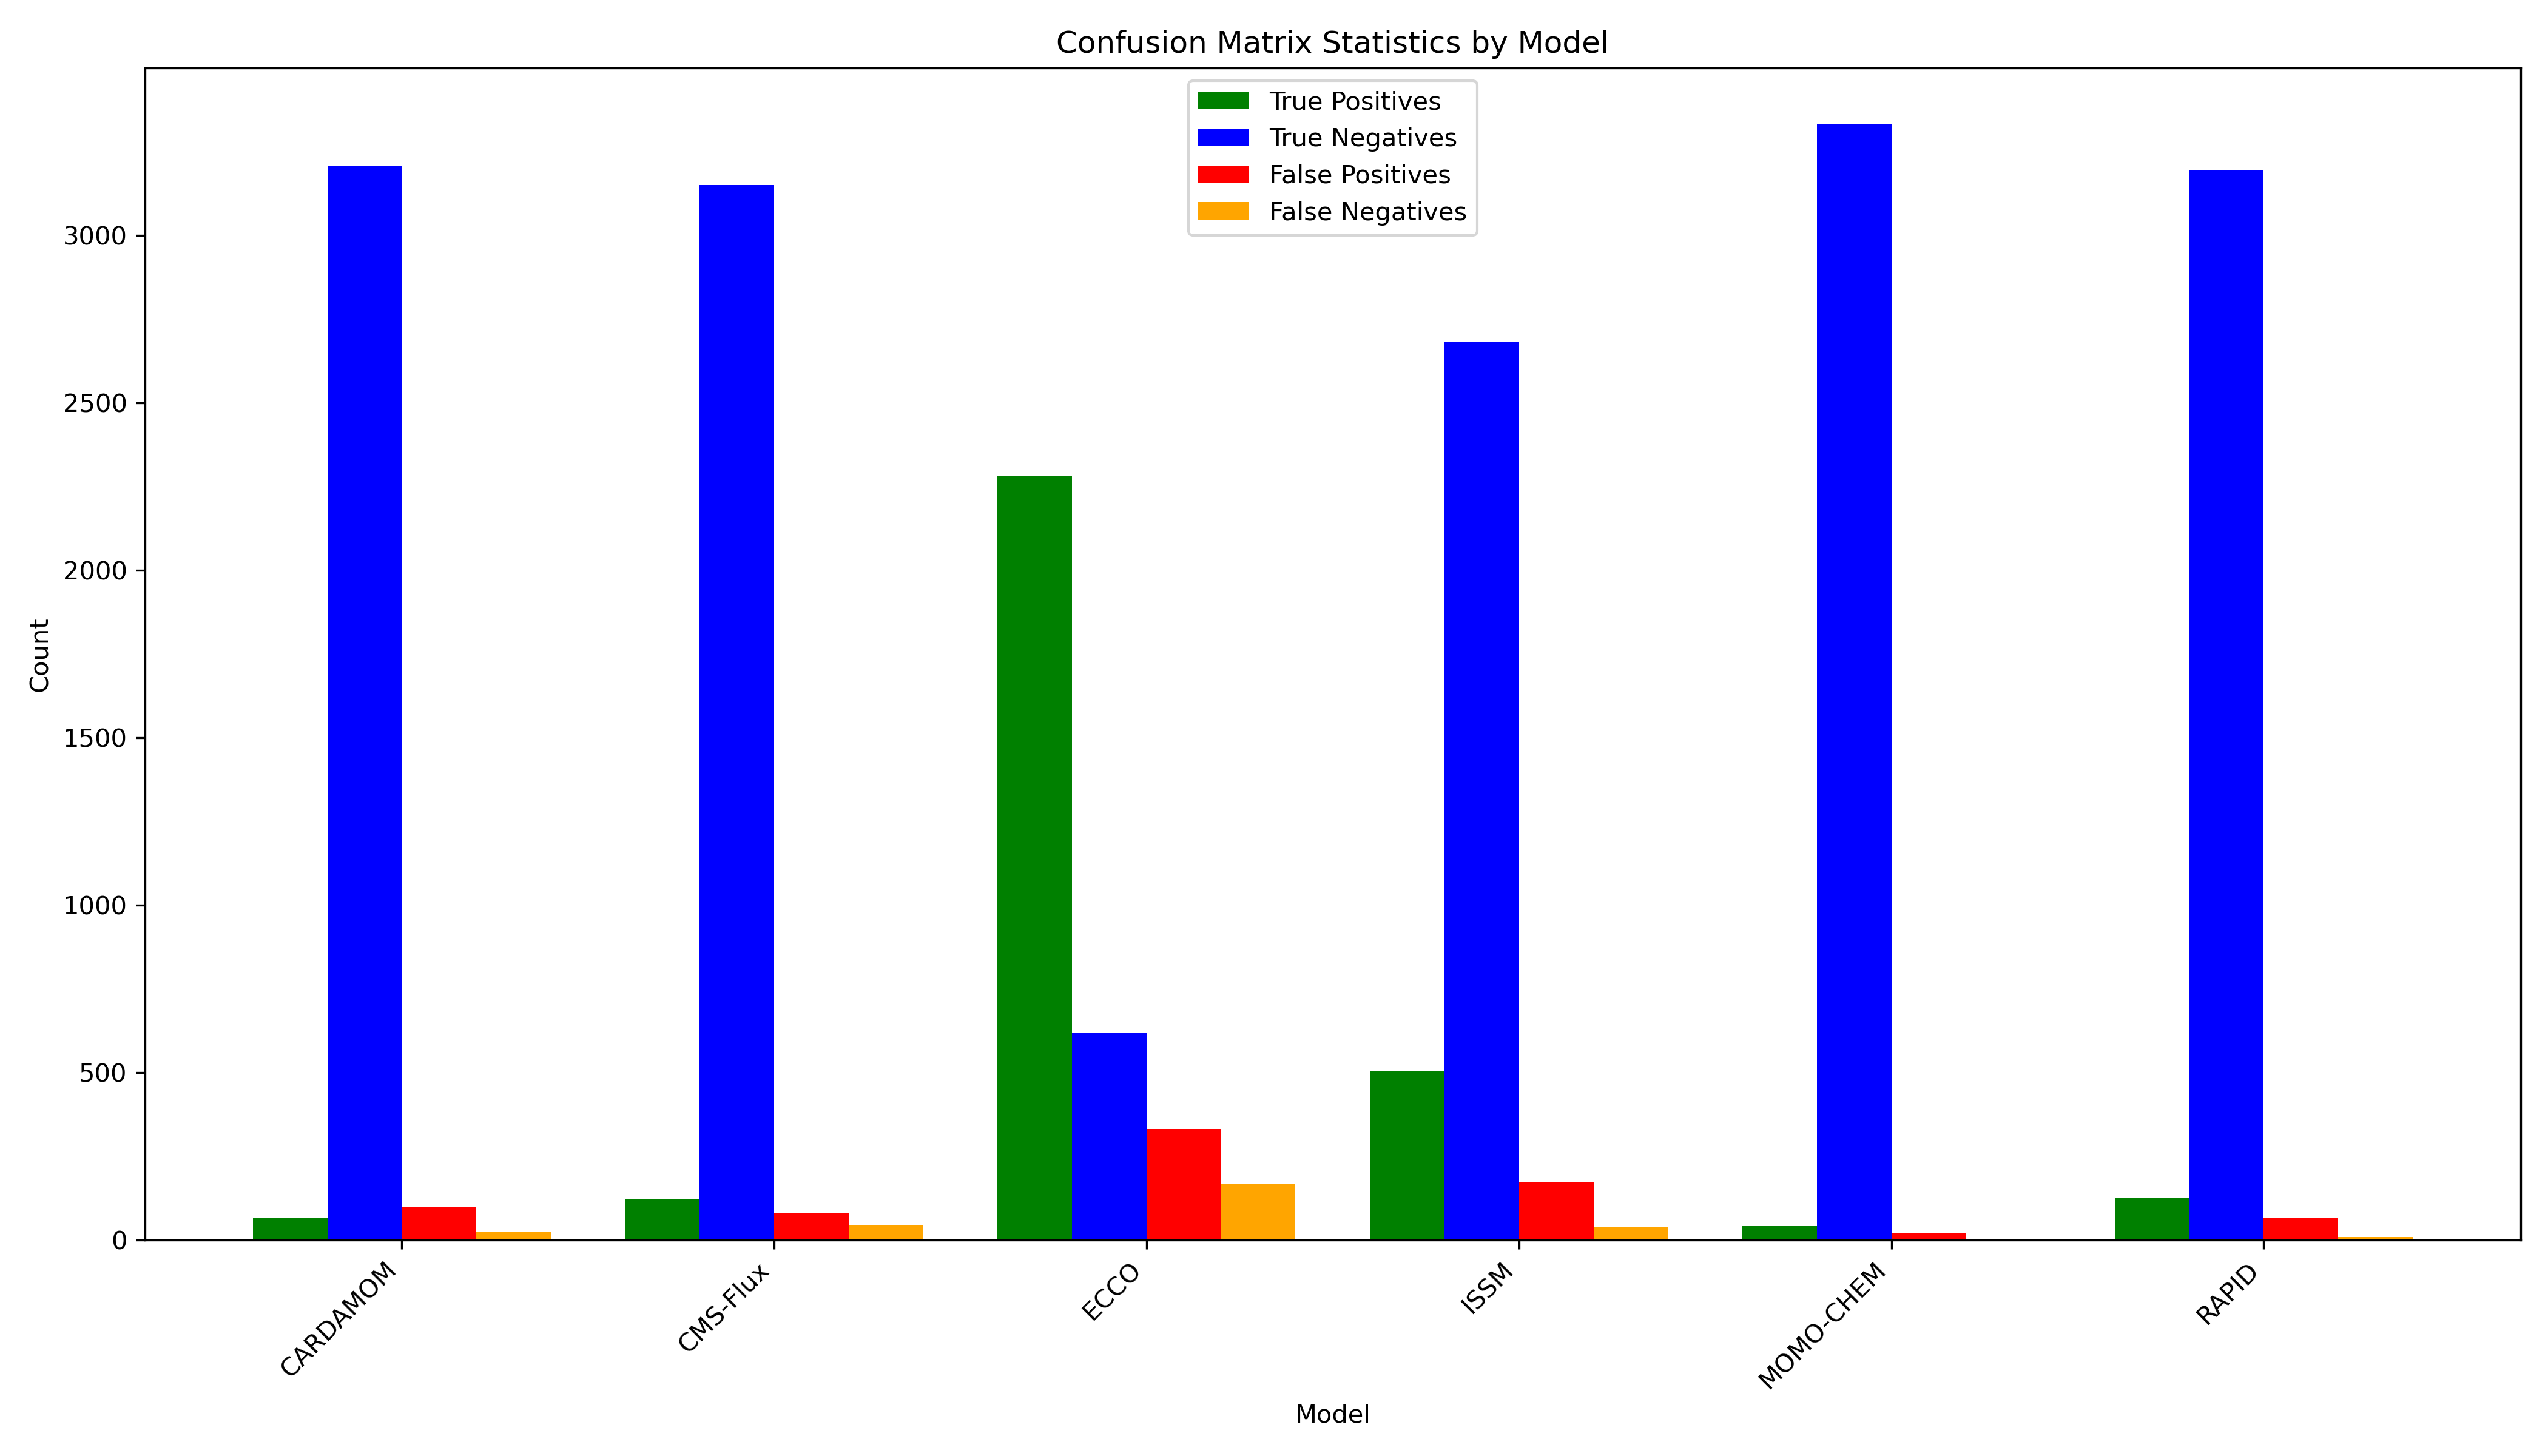 Confusion Matrix Statistics by Model
True Positives
True Negatives
False Positives
False Negatives
3000
2500
2000
1500
1000
500
0
Count
CARDAMOM
CMS-Flux
ECCO
ISSM
MOMO-CHEM
RAPID
Model